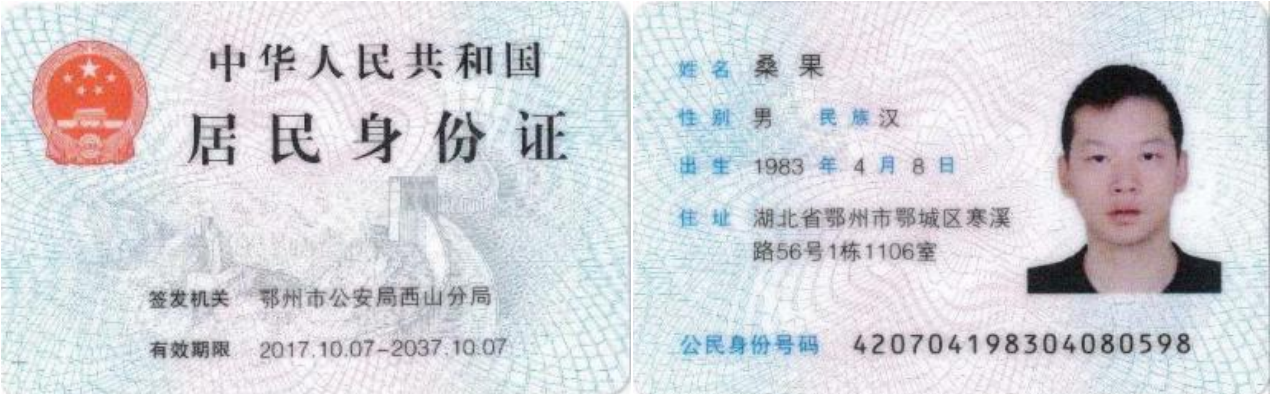 中华人民共和国
居民身份证
签发机关 鄂州市公安局西山分局
有效期限 2017.10.07-2037.10.07
姓名 桑果
性别 男 民族 汉
出生 1983 年 4 月 8 日
住址 湖北省鄂州市鄂城区寒溪
路56号1栋1106室
公民身份号码 420704198304080598